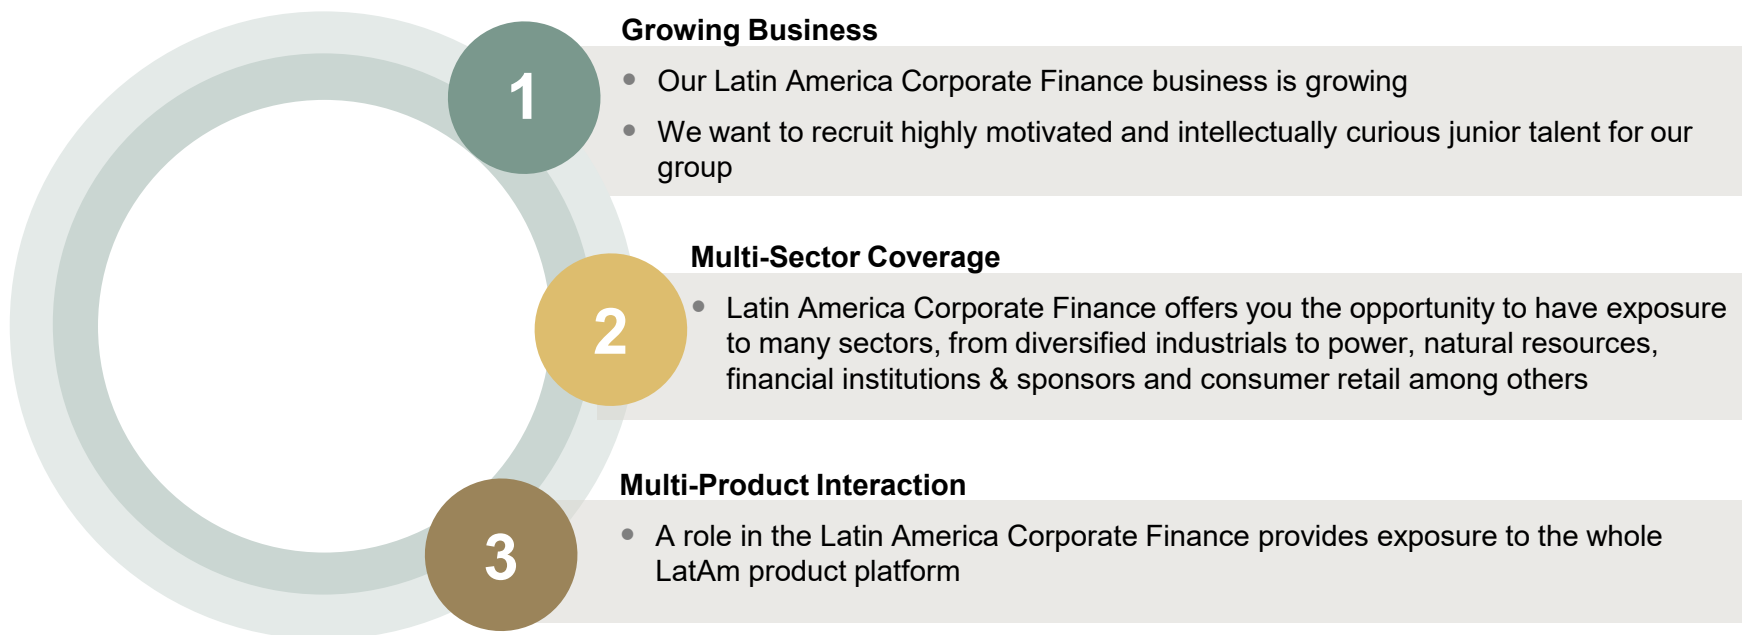 1
Growing Business
• Our Latin America Corporate Finance business is growing
• We want to recruit highly motivated and intellectually curious junior talent for our
group
2
Multi-Sector Coverage
• Latin America Corporate Finance offers you the opportunity to have exposure
to many sectors, from diversified industrials to power, natural resources,
financial institutions & sponsors and consumer retail among others
3
Multi-Product Interaction
• A role in the Latin America Corporate Finance provides exposure to the whole
LatAm product platform